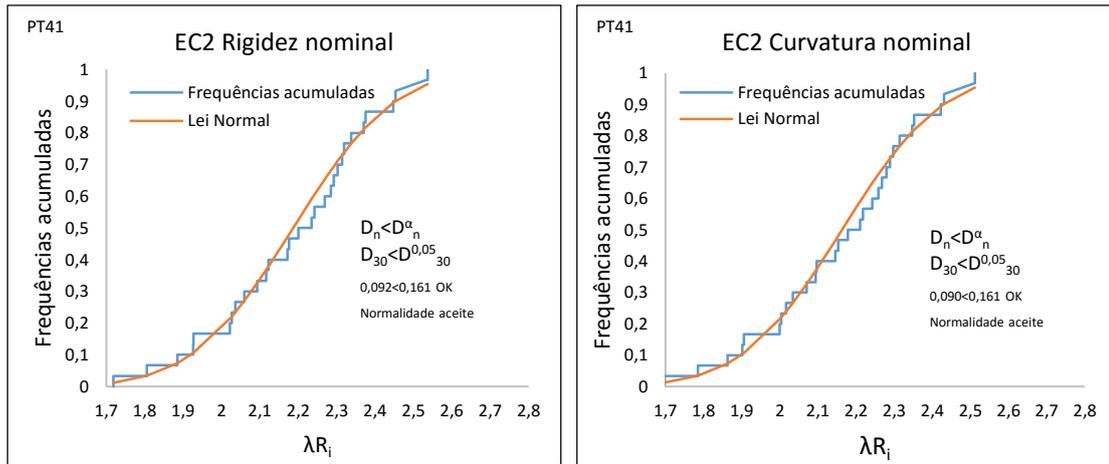 PT41
EC2 Rigidez nominal
Frequências acumuladas
Lei Normal
Frequências acumuladas
1
0,9
0,8
0,7
0,6
0,5
0,4
0,3
0,2
0,1
0
Dₙ<Dᵅₙ
D₃₀<D⁰,⁰⁵₃₀
0,092<0,161 OK
Normalidade aceite
1,7 1,8 1,9 2 2,1 2,2 2,3 2,4 2,5 2,6 2,7 2,8
λRᵢ
PT41
EC2 Curvatura nominal
Frequências acumuladas
Lei Normal
Frequências acumuladas
1
0,9
0,8
0,7
0,6
0,5
0,4
0,3
0,2
0,1
0
Dₙ<Dᵅₙ
D₃₀<D⁰,⁰⁵₃₀
0,090<0,161 OK
Normalidade aceite
1,7 1,8 1,9 2 2,1 2,2 2,3 2,4 2,5 2,6 2,7 2,8
λRᵢ